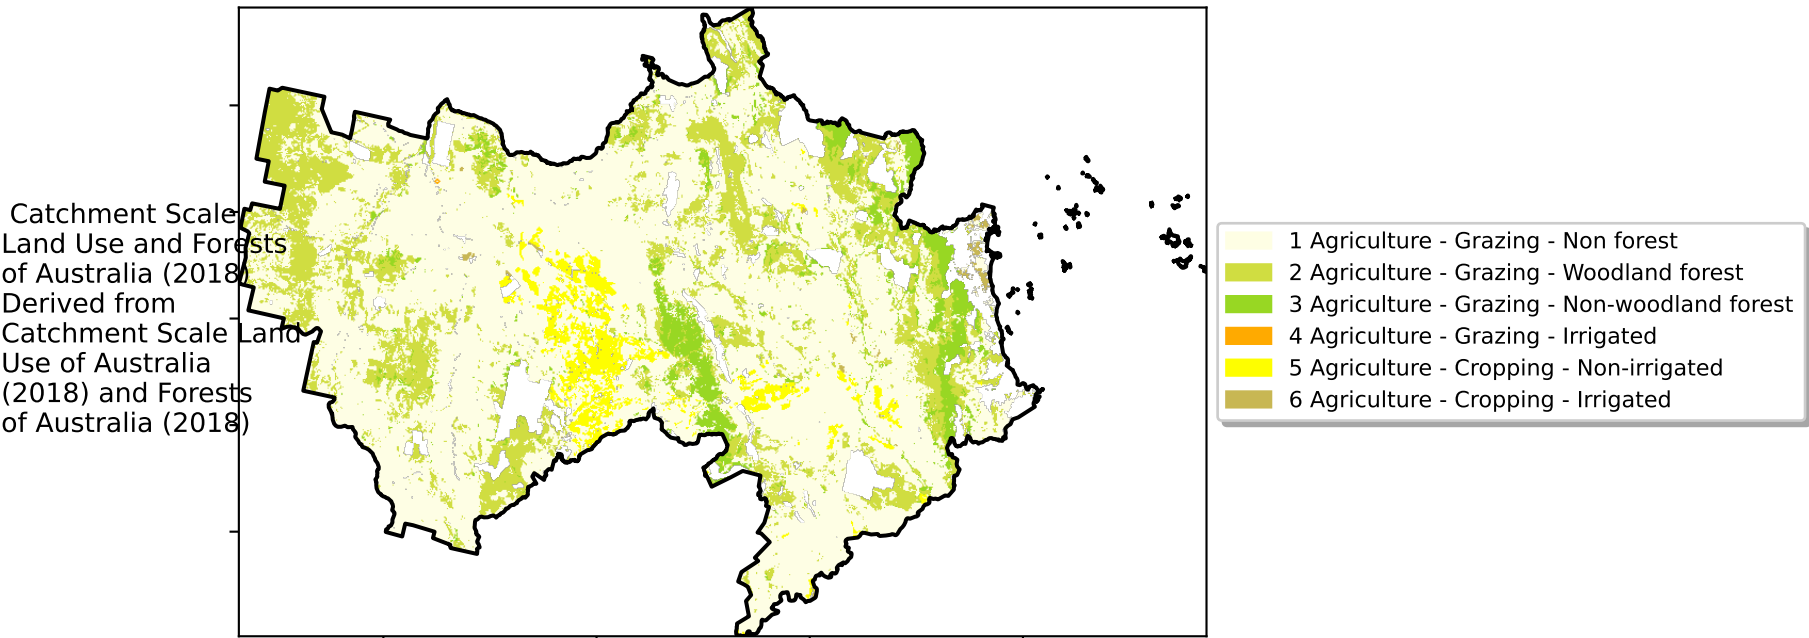 Catchment Scale
Land Use and Forests
of Australia (2018)
Derived from
Catchment Scale Land
Use of Australia
(2018) and Forests
of Australia (2018)
1 Agriculture - Grazing - Non forest
2 Agriculture - Grazing - Woodland forest
3 Agriculture - Grazing - Non-woodland forest
4 Agriculture - Grazing - Irrigated
5 Agriculture - Cropping - Non-irrigated
6 Agriculture - Cropping - Irrigated